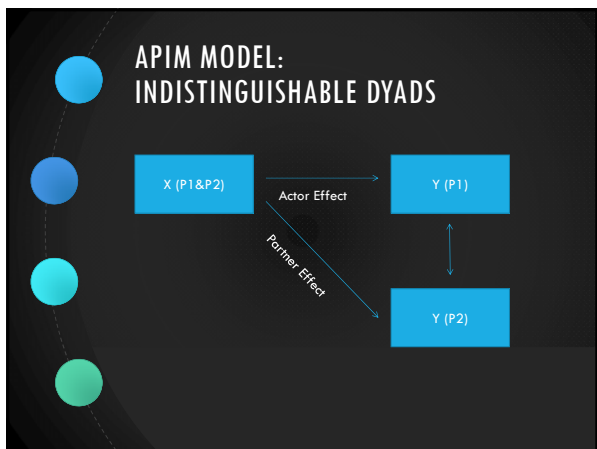 APIM MODEL:
INDISTINGUISHABLE DYADS
X (P1&P2)
Actor Effect
Y (P1)
Partner Effect
Y (P2)